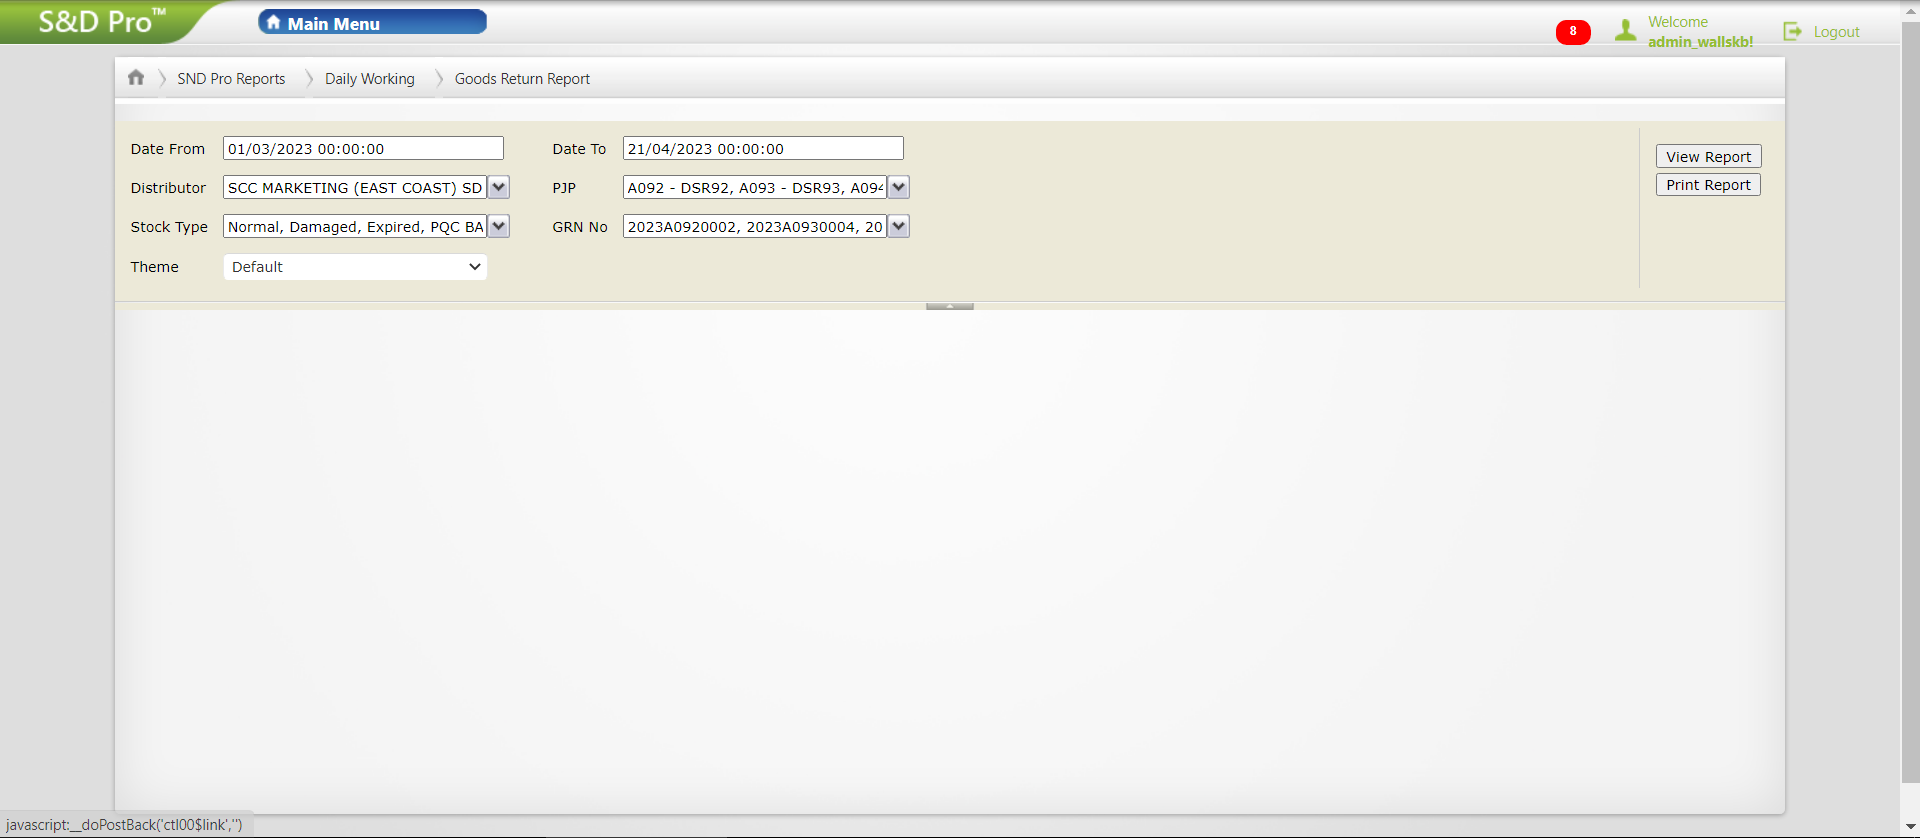 S&D Pro™
Main Menu
8
Welcome
admin_wallskb!
Logout
SND Pro Reports
Daily Working
Goods Return Report
Date From
01/03/2023 00:00:00
Date To
21/04/2023 00:00:00
View Report
Distributor
SCC MARKETING (EAST COAST) SD
PJP
A092 - DSR92, A093 - DSR93, A094
Print Report
Stock Type
Normal, Damaged, Expired, PQC BA
GRN No
2023A0920002, 2023A0930004, 20
Theme
Default
javascript:__doPostBack('ctl00$link','')